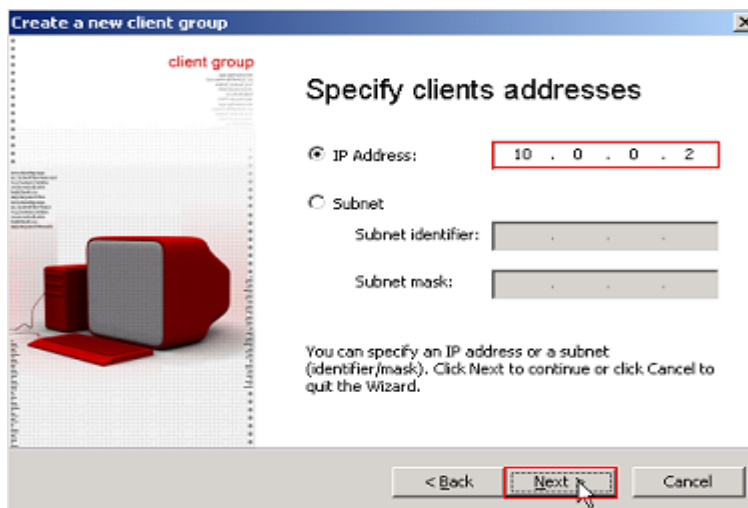 Create a new client group
client group
Specify clients addresses
IP Address: 10 . 0 . 0 . 2
Subnet
Subnet identifier: . . .
Subnet mask: . . .
You can specify an IP address or a subnet
(identifier/mask). Click Next to continue or click Cancel to
quit the Wizard.
< Back Next > Cancel